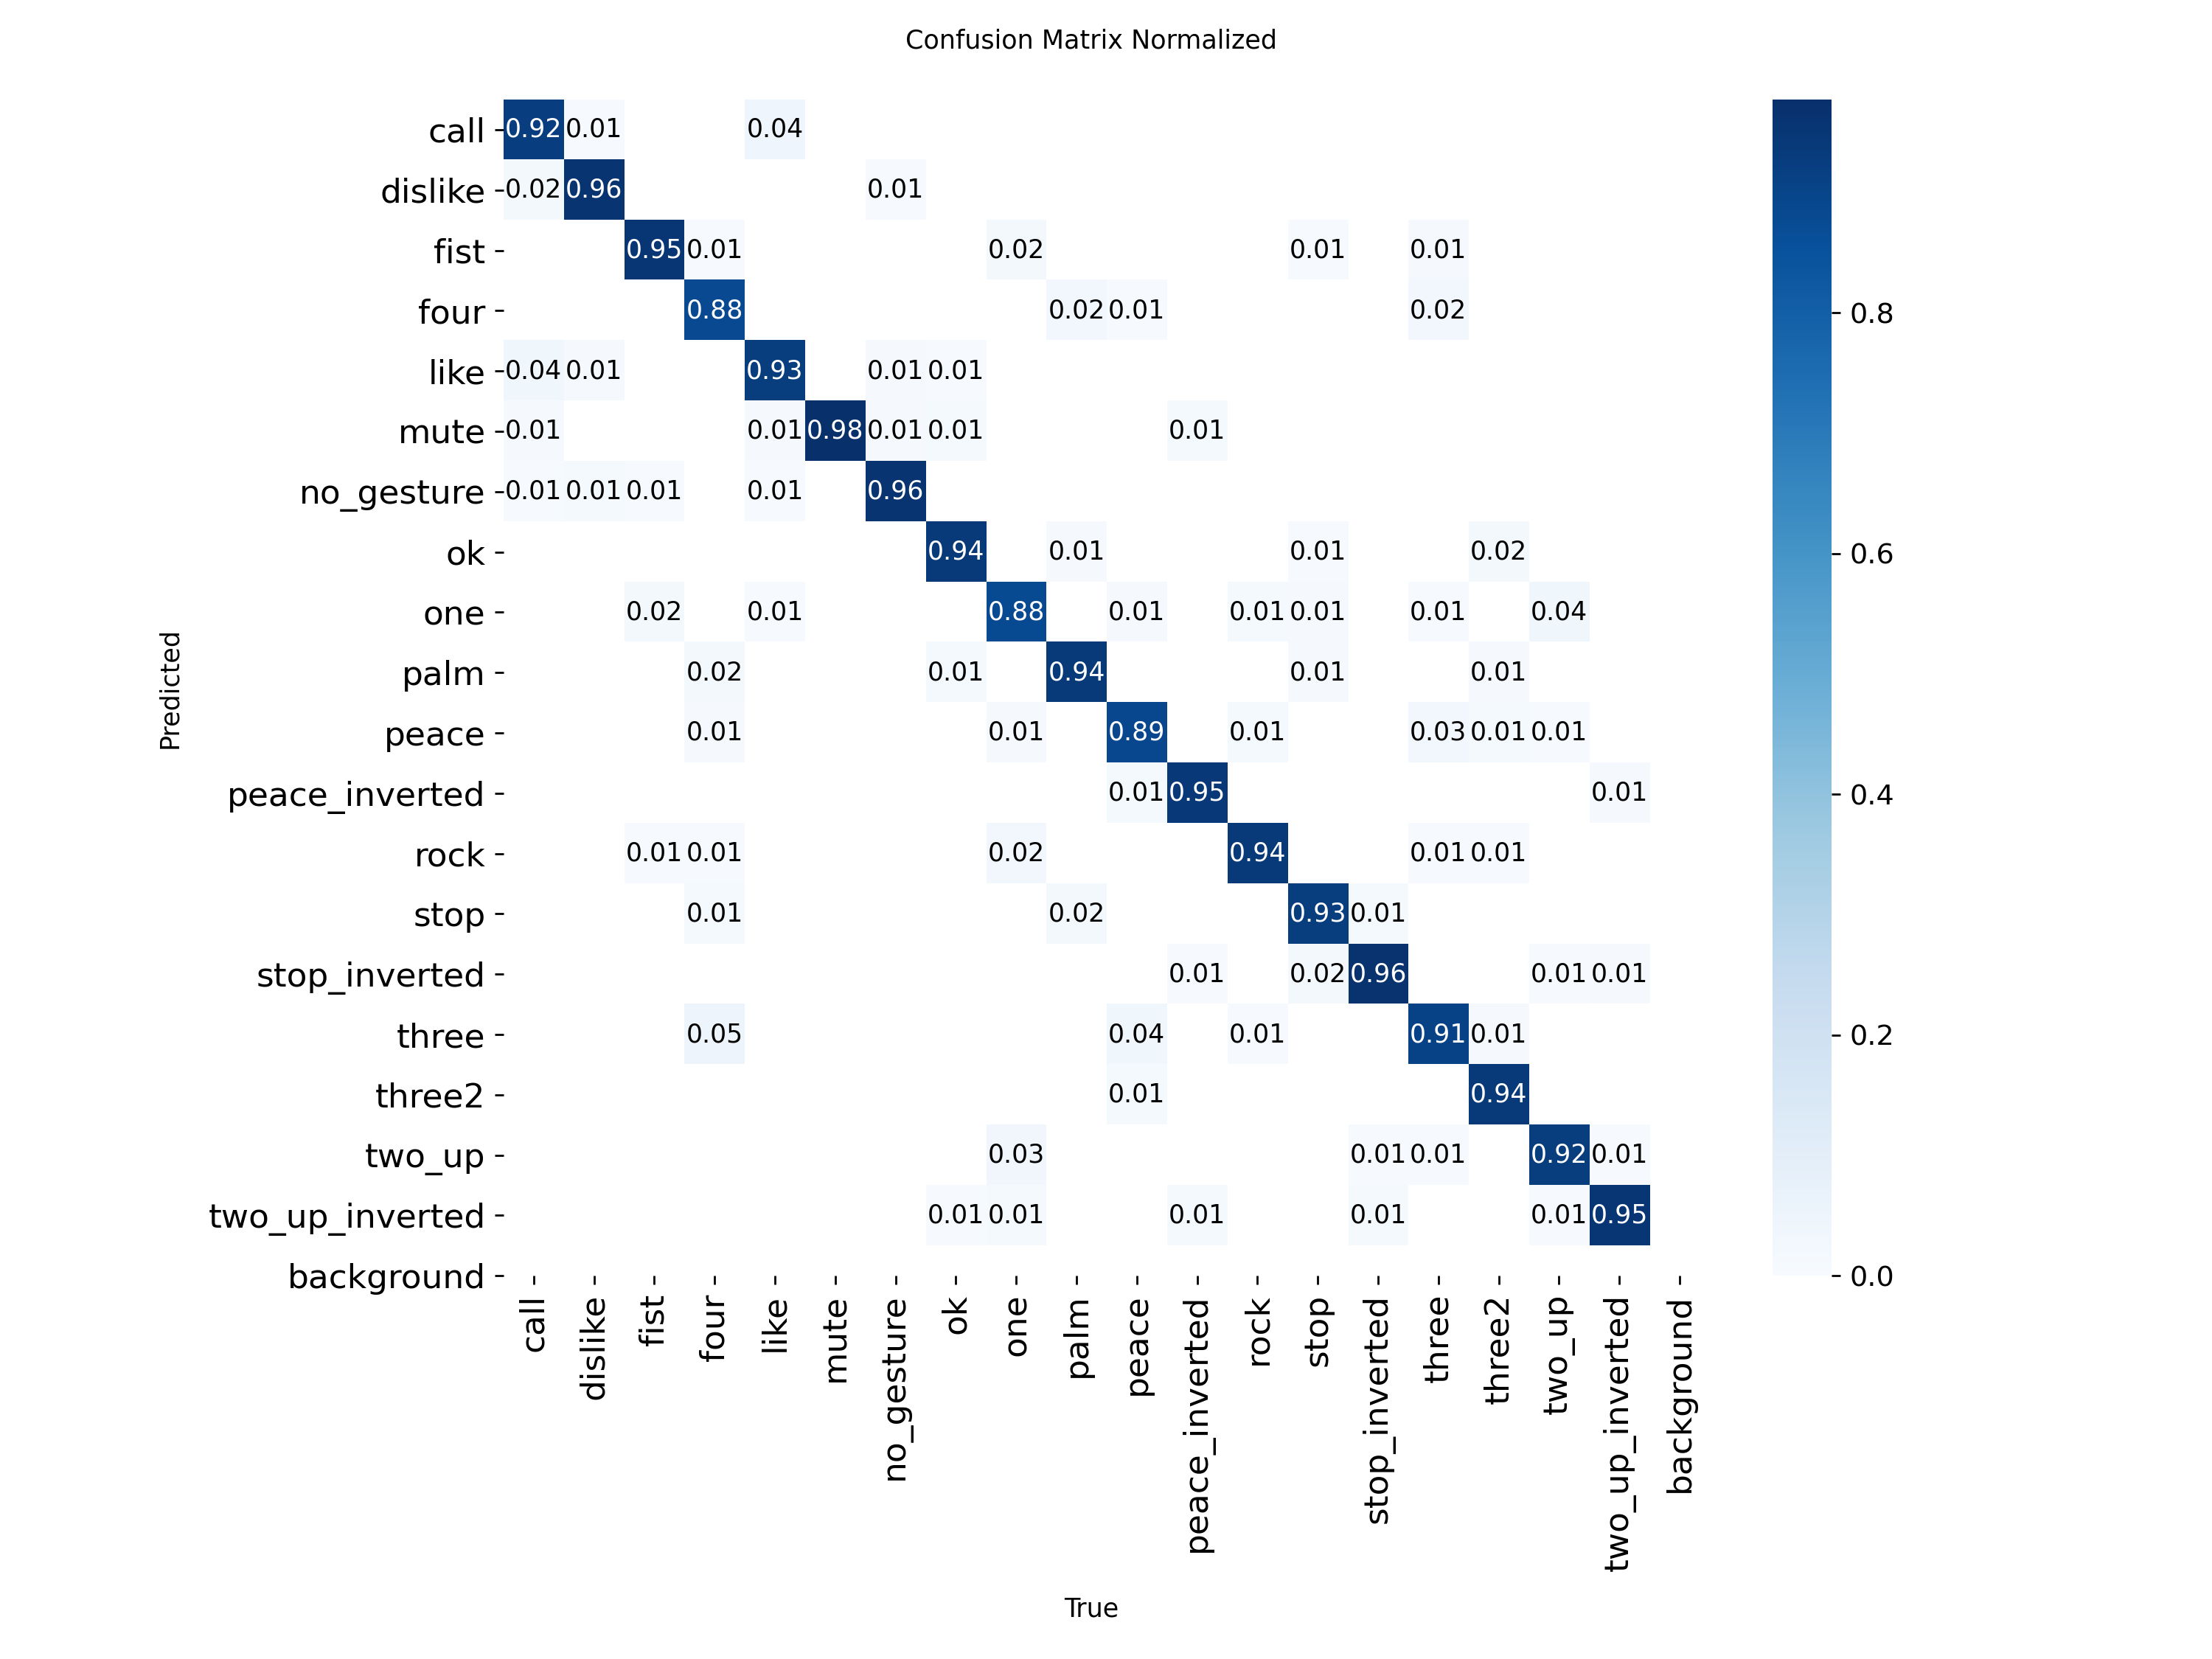 Confusion Matrix Normalized
call 0.92 0.01 0.04
dislike 0.02 0.96 0.01
fist 0.95 0.01 0.02 0.01 0.01
four 0.88 0.02 0.01 0.02 0.8
like 0.04 0.01 0.93 0.01 0.01
mute 0.01 0.01 0.98 0.01 0.01 0.01
no_gesture 0.01 0.01 0.01 0.01 0.96
ok 0.94 0.01 0.01 0.02 0.6
one 0.02 0.01 0.88 0.01 0.01 0.01 0.01 0.04
Predicted
palm 0.02 0.01 0.94 0.01 0.01
peace 0.01 0.01 0.89 0.01 0.03 0.01 0.01
peace_inverted 0.01 0.95 0.01 0.4
rock 0.01 0.01 0.02 0.94 0.01 0.01
stop 0.01 0.02 0.93 0.01
stop_inverted 0.01 0.02 0.96 0.01 0.01
three 0.05 0.04 0.01 0.91 0.01 0.2
three2 0.01 0.94
two_up 0.03 0.01 0.01 0.92 0.01
two_up_inverted 0.01 0.01 0.01 0.01 0.01 0.95
background 0.0
call dislike fist four like mute no_gesture ok one palm peace peace_inverted rock stop stop_inverted three three2 two_up two_up_inverted background
True